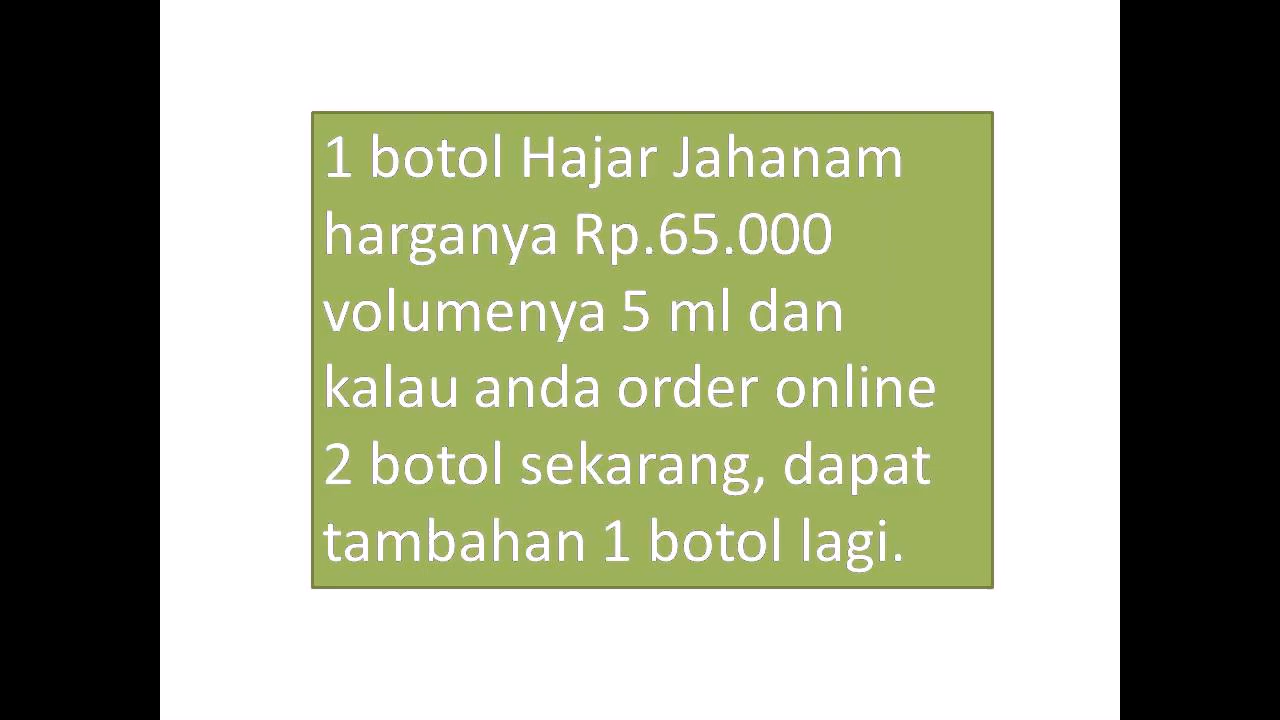 1 botol Hajar Jahanam
harganya Rp.65.000
volumenya 5 ml dan
kalau anda order online
2 botol sekarang, dapat
tambahan 1 botol lagi.